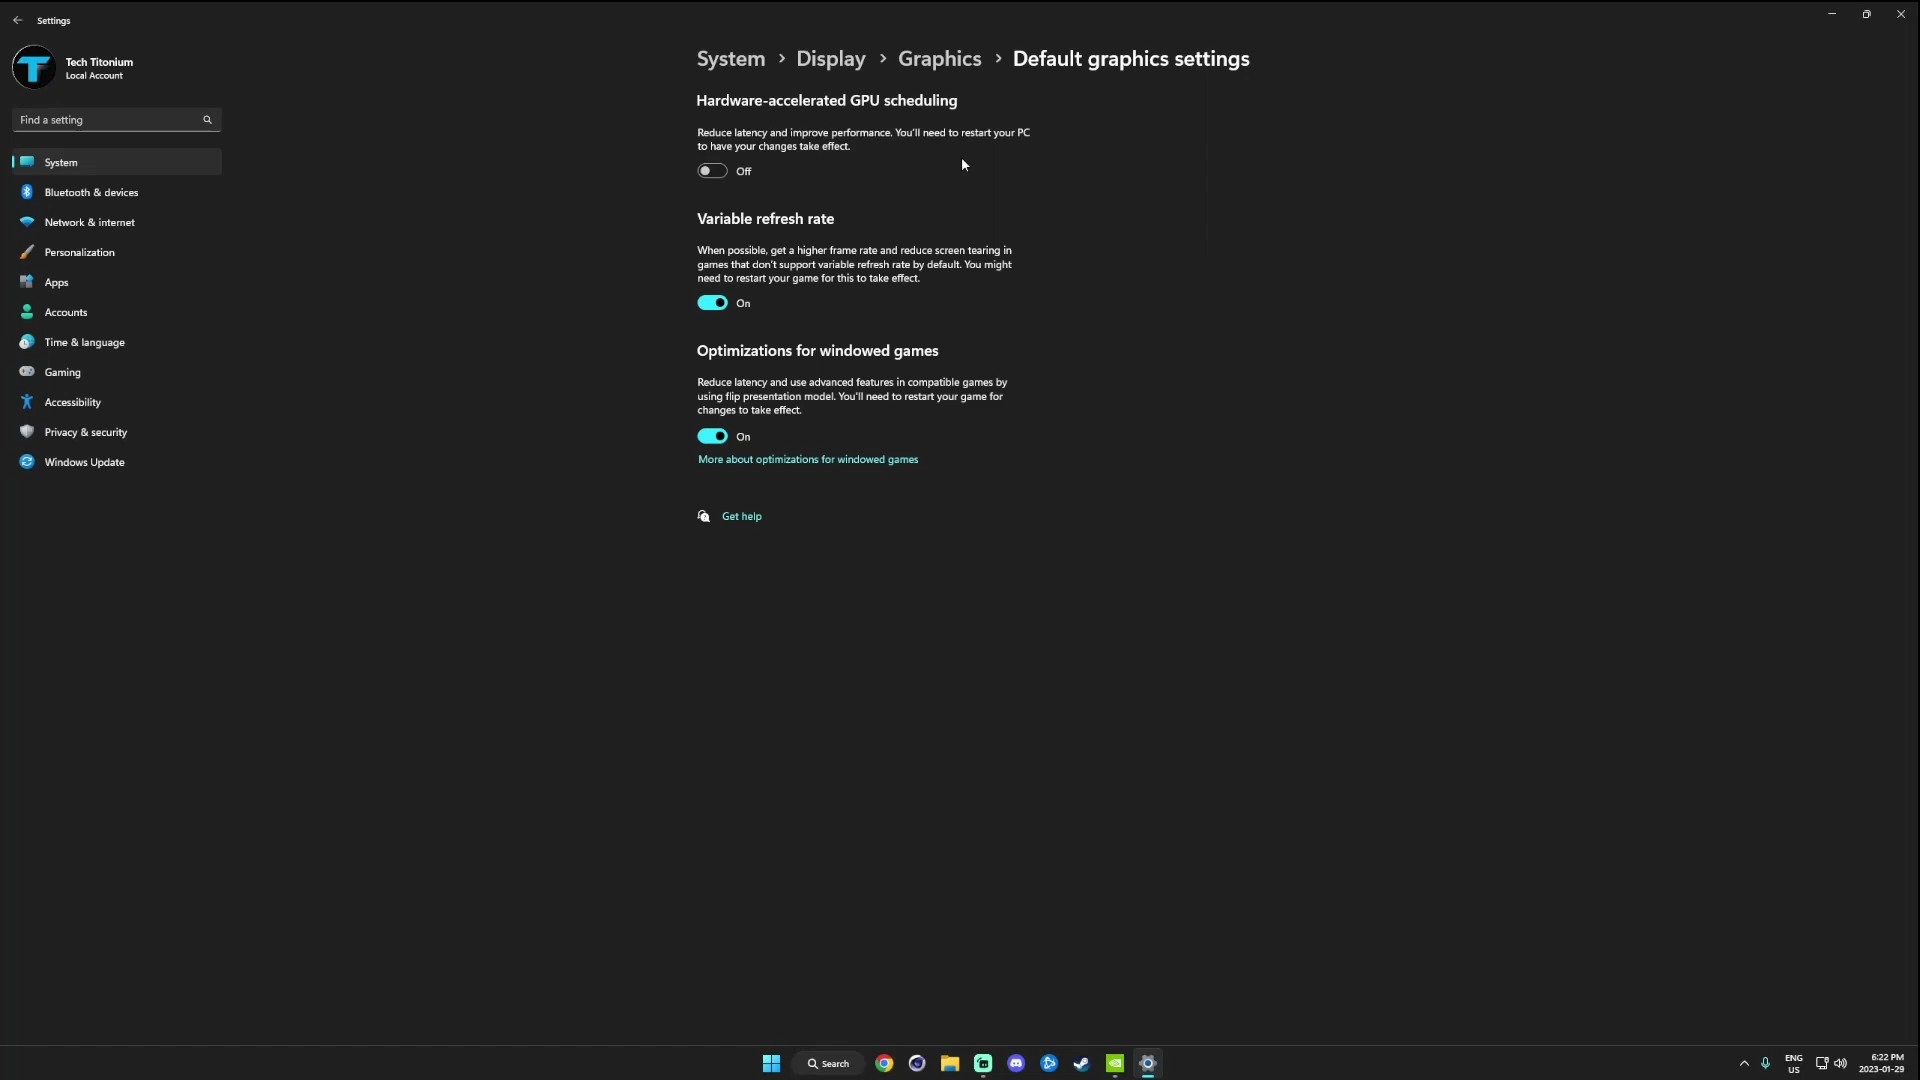 Settings
Tech Titonium
Local Account
Find a setting
System
Bluetooth & devices
Network & internet
Personalization
Apps
Accounts
Time & language
Gaming
Accessibility
Privacy & security
Windows Update
System > Display > Graphics > Default graphics settings
Hardware-accelerated GPU scheduling
Reduce latency and improve performance. You'll need to restart your PC
to have your changes take effect.
Off
Variable refresh rate
When possible, get a higher frame rate and reduce screen tearing in
games that don't support variable refresh rate by default. You might
need to restart your game for this to take effect.
On
Optimizations for windowed games
Reduce latency and use advanced features in compatible games by
using flip presentation model. You'll need to restart your game for
changes to take effect.
On
More about optimizations for windowed games
Get help
Search
ENG
US
6:22 PM
2023-01-29